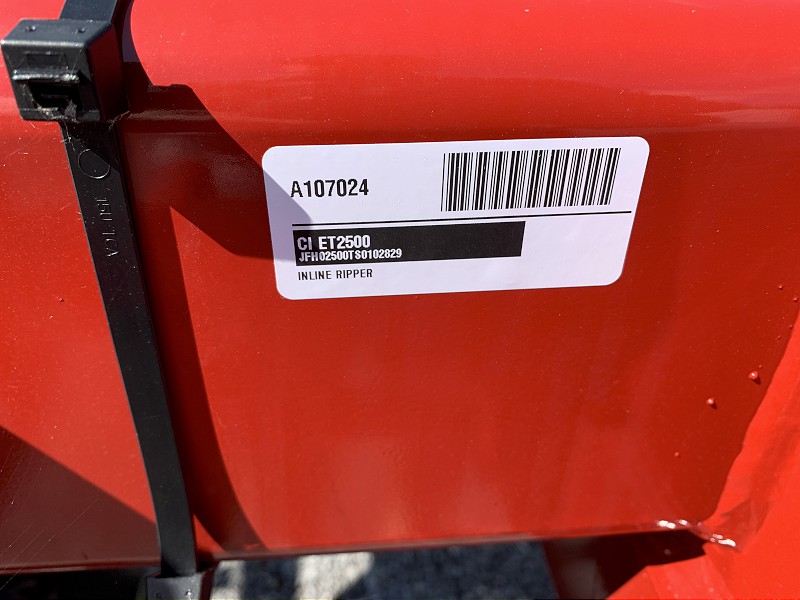 A107024
CI ET2500
JFH02500TS0102829
INLINE RIPPER